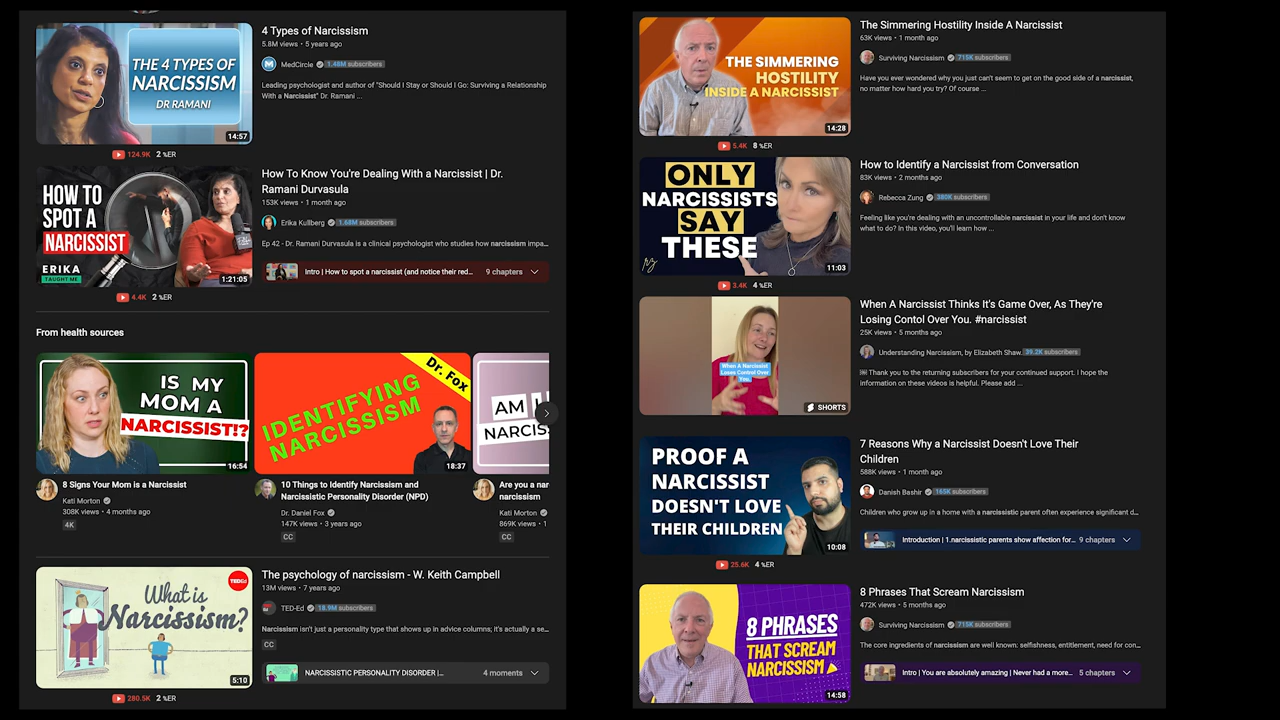 THE 4 TYPES OF
NARCISSISM
DR RAMANI
14:57
4 Types of Narcissism
5.8M views • 5 years ago
MedCircle 1.48M subscribers
Leading psychologist and author of "Should I Stay or Should I Go: Surviving a Relationship
With a Narcissist" Dr. Ramani ...
124.9K 2 %ER
HOW TO
SPOT A
NARCISSIST
ERIKA
TAUGHT ME
1:21:05
How To Know You're Dealing With a Narcissist | Dr.
Ramani Durvasula
153K views • 1 month ago
Erika Kullberg 1.68M subscribers
Ep 42 - Dr. Ramani Durvasula is a clinical psychologist who studies how narcissism impa...
Intro | How to spot a narcissist (and notice their red... 9 chapters
4.4K 2 %ER
From health sources
IS MY
MOM A
NARCISSIST!?
16:54
8 Signs Your Mom is a Narcissist
Kati Morton
308K views • 4 months ago
4K
Dr. Fox
IDENTIFYING
NARCISSISM
18:37
10 Things to Identify Narcissism and
Narcissistic Personality Disorder (NPD)
Dr. Daniel Fox
147K views • 3 years ago
CC
AM I
NARCIS
Are you a nar
narcissism
Kati Morton
869K views • 1
CC
What is
Narcissism?
TEDEd
5:10
The psychology of narcissism - W. Keith Campbell
13M views • 7 years ago
TED-Ed 18.9M subscribers
Narcissism isn't just a personality type that shows up in advice columns; it's actually a se...
CC
NARCISSISTIC PERSONALITY DISORDER |... 4 moments
280.5K 2 %ER
THE SIMMERING
HOSTILITY
INSIDE A NARCISSIST
14:28
The Simmering Hostility Inside A Narcissist
63K views • 1 month ago
Surviving Narcissism 715K subscribers
Have you ever wondered why you just can't seem to get on the good side of a narcissist,
no matter how hard you try? Of course ...
5.4K 8 %ER
ONLY
NARCISSISTS
SAY
THESE
rz
11:03
How to Identify a Narcissist from Conversation
83K views • 2 months ago
Rebecca Zung 380K subscribers
Feeling like you're dealing with an uncontrollable narcissist in your life and don't know
what to do? In this video, you'll learn how ...
3.4K 4 %ER
When A Narcissist
Loses Control Over
You.
SHORTS
When A Narcissist Thinks It's Game Over, As They're
Losing Contol Over You. #narcissist
25K views • 5 months ago
Understanding Narcissism, by Elizabeth Shaw. 39.2K subscribers
Thank you to the returning subscribers for your continued support. I hope the
information on these videos is helpful. Please add ...
PROOF A
NARCISSIST
DOESN'T LOVE
THEIR CHILDREN
10:08
7 Reasons Why a Narcissist Doesn't Love Their
Children
588K views • 1 month ago
Danish Bashir 165K subscribers
Children who grow up in a home with a narcissistic parent often experience significant d...
Introduction | 1.narcissistic parents show affection for... 9 chapters
25.6K 4 %ER
8 PHRASES
THAT SCREAM
NARCISSISM
14:58
8 Phrases That Scream Narcissism
472K views • 5 months ago
Surviving Narcissism 715K subscribers
The core ingredients of narcissism are well known: selfishness, entitlement, need for con...
Intro | You are absolutely amazing | Never had a more... 5 chapters